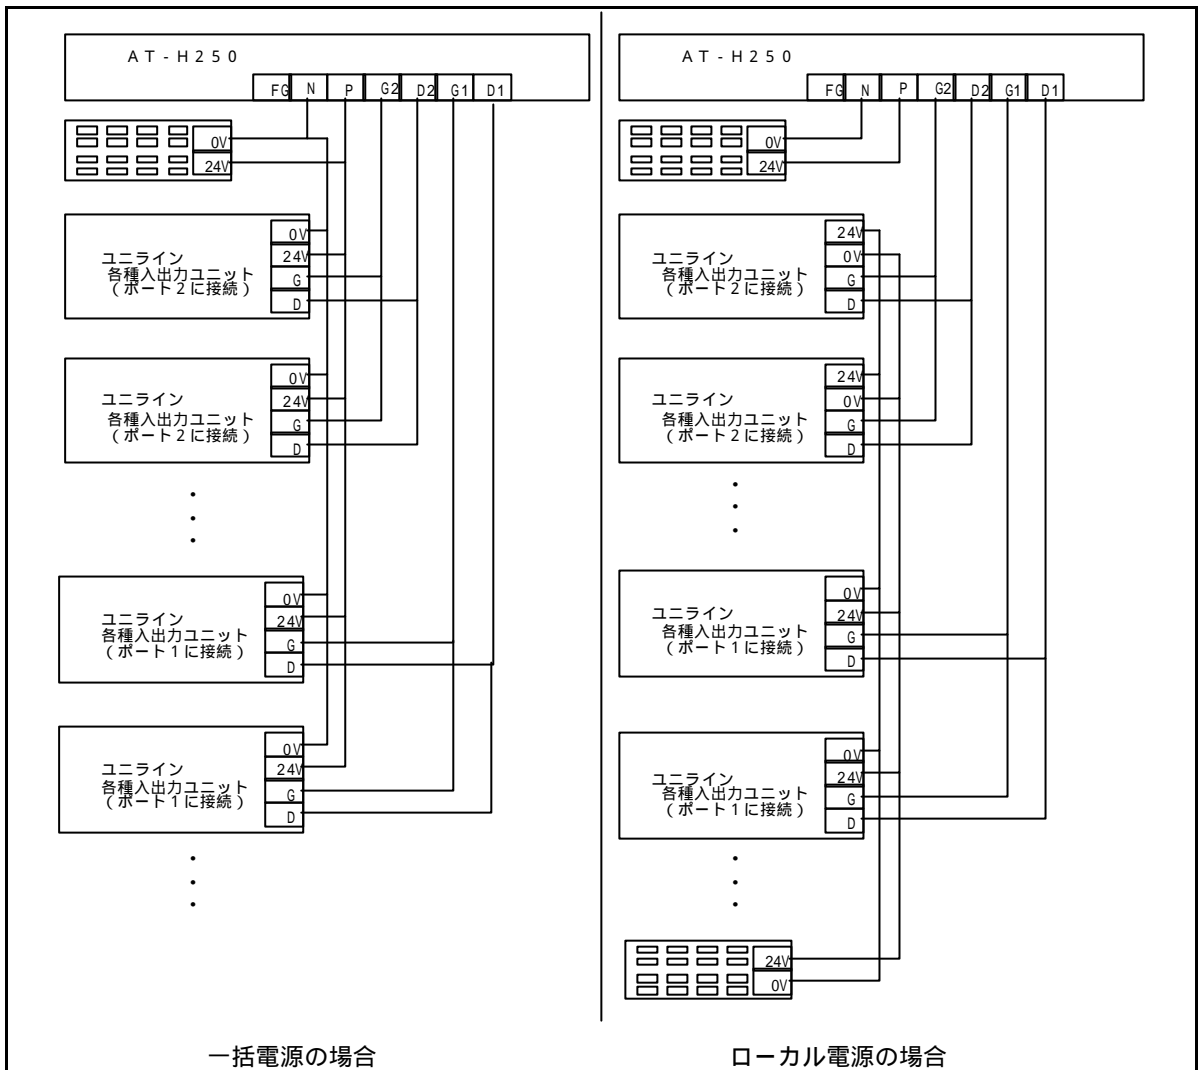 AT-H250
FG N P G2 D2 G1 D1
0V
24V
0V
24V
G
D
ユニライン
各種入出力ユニット
(ポート2に接続)
0V
24V
G
D
ユニライン
各種入出力ユニット
(ポート2に接続)
0V
24V
G
D
ユニライン
各種入出力ユニット
(ポート1に接続)
0V
24V
G
D
ユニライン
各種入出力ユニット
(ポート1に接続)
一括電源の場合
AT-H250
FG N P G2 D2 G1 D1
0V
24V
24V
0V
G
D
ユニライン
各種入出力ユニット
(ポート2に接続)
24V
0V
G
D
ユニライン
各種入出力ユニット
(ポート2に接続)
0V
24V
G
D
ユニライン
各種入出力ユニット
(ポート1に接続)
0V
24V
G
D
ユニライン
各種入出力ユニット
(ポート1に接続)
24V
0V
ローカル電源の場合